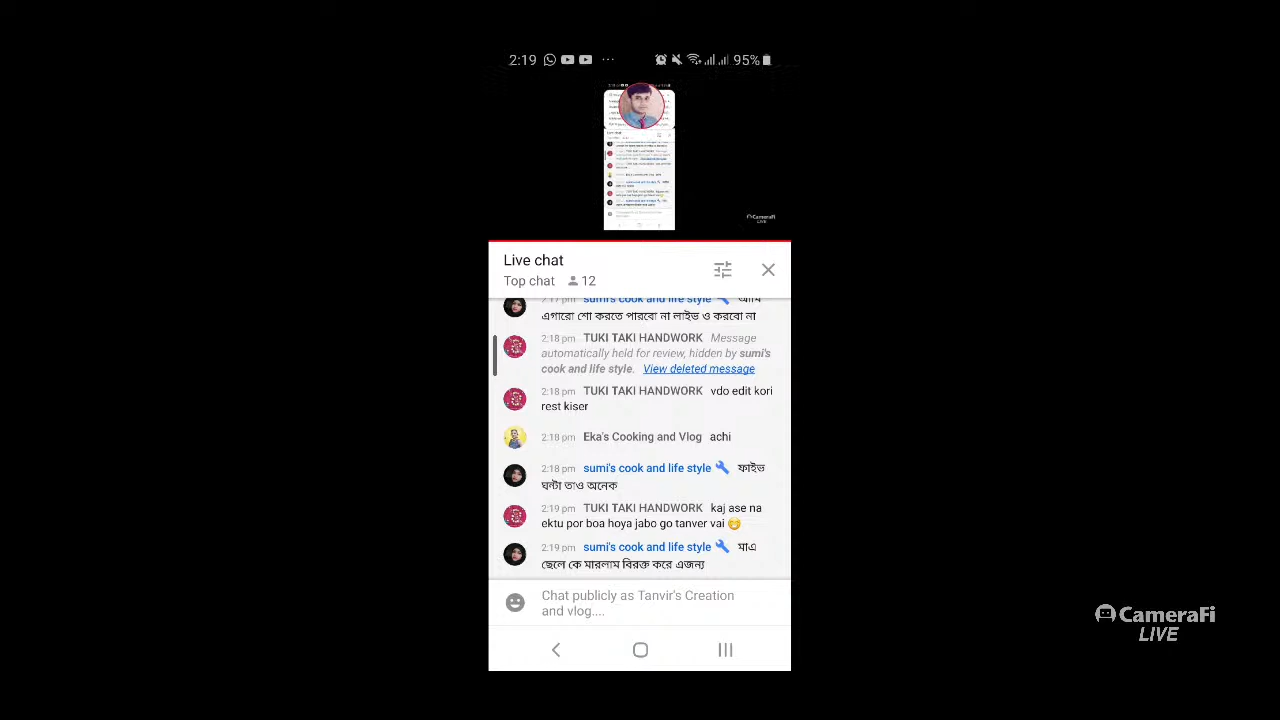 2:19 ... 95%
Live chat
Top chat 12
2:17 pm sumi's cook and life style আমি
এগারো শো করতে পারবো না লাইভ ও করবো না
2:18 pm TUKI TAKI HANDWORK Message
automatically held for review, hidden by sumi's
cook and life style. View deleted message
2:18 pm TUKI TAKI HANDWORK vdo edit kori
rest kiser
2:18 pm Eka's Cooking and Vlog achi
2:18 pm sumi's cook and life style ফাইভ
ঘন্টা তাও অনেক
2:19 pm TUKI TAKI HANDWORK kaj ase na
ektu por boa hoya jabo go tanver vai 😁
2:19 pm sumi's cook and life style মাএ
ছেলে কে মারলাম বিরক্ত করে এজন্য
Chat publicly as Tanvir's Creation
and vlog....
CameraFi
LIVE
CameraFi
LIVE